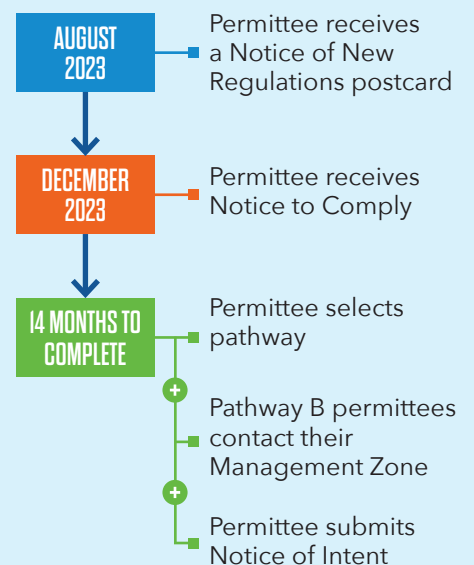 AUGUST
2023
Permittee receives
a Notice of New
Regulations postcard
DECEMBER
2023
Permittee receives
Notice to Comply
14 MONTHS TO
COMPLETE
Permittee selects
pathway
+
Pathway B permittees
contact their
Management Zone
+
Permittee submits
Notice of Intent